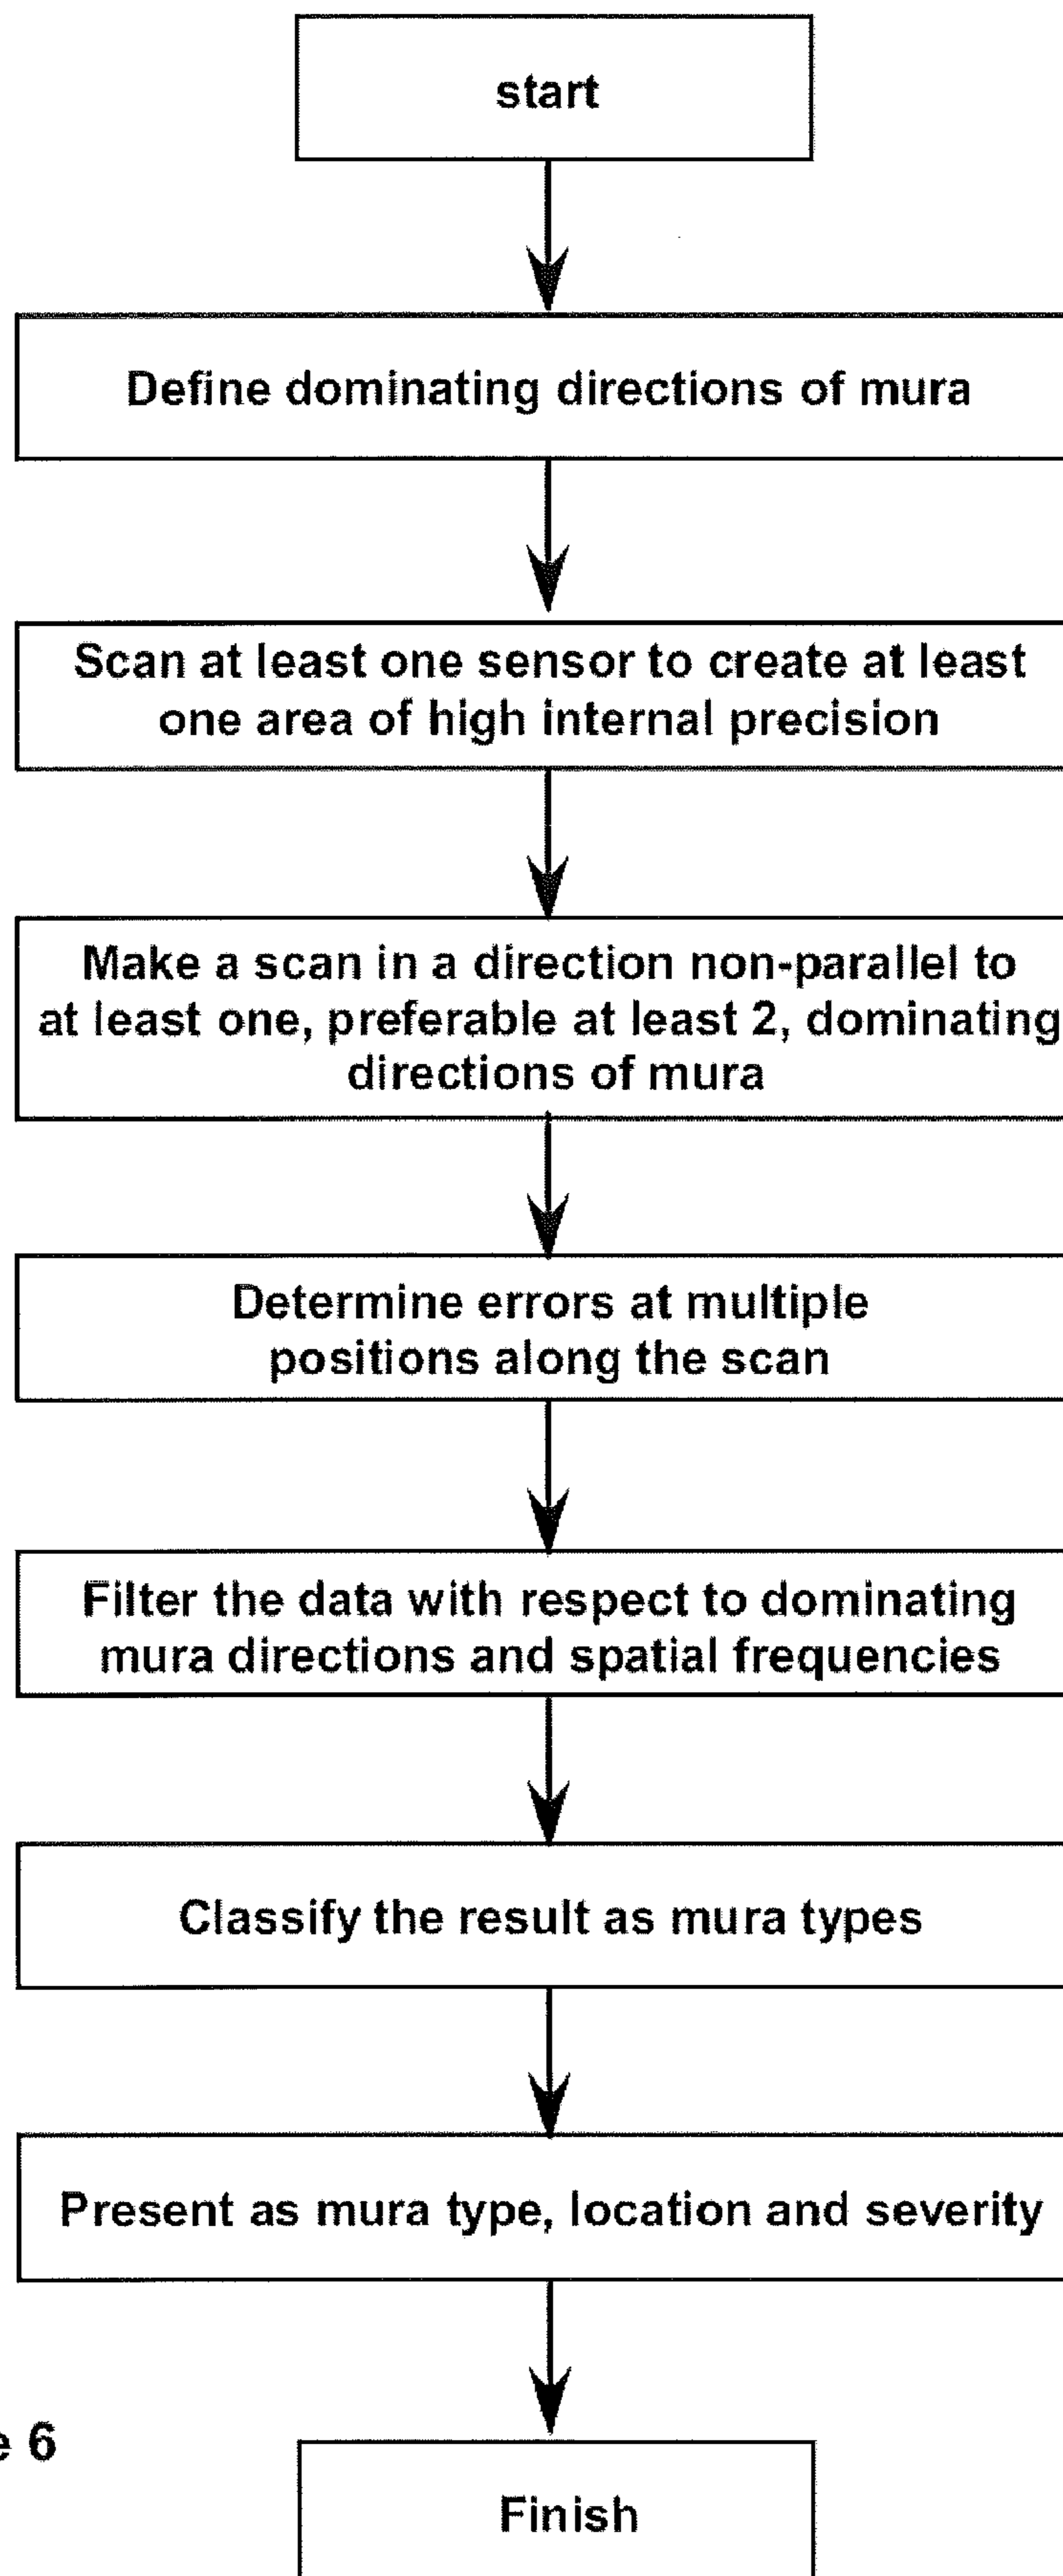 start
Define dominating directions of mura
Scan at least one sensor to create at least
one area of high internal precision
Make a scan in a direction non-parallel to
at least one, preferable at least 2, dominating
directions of mura
Determine errors at multiple
positions along the scan
Filter the data with respect to dominating
mura directions and spatial frequencies
Classify the result as mura types
Present as mura type, location and severity
e 6
Finish